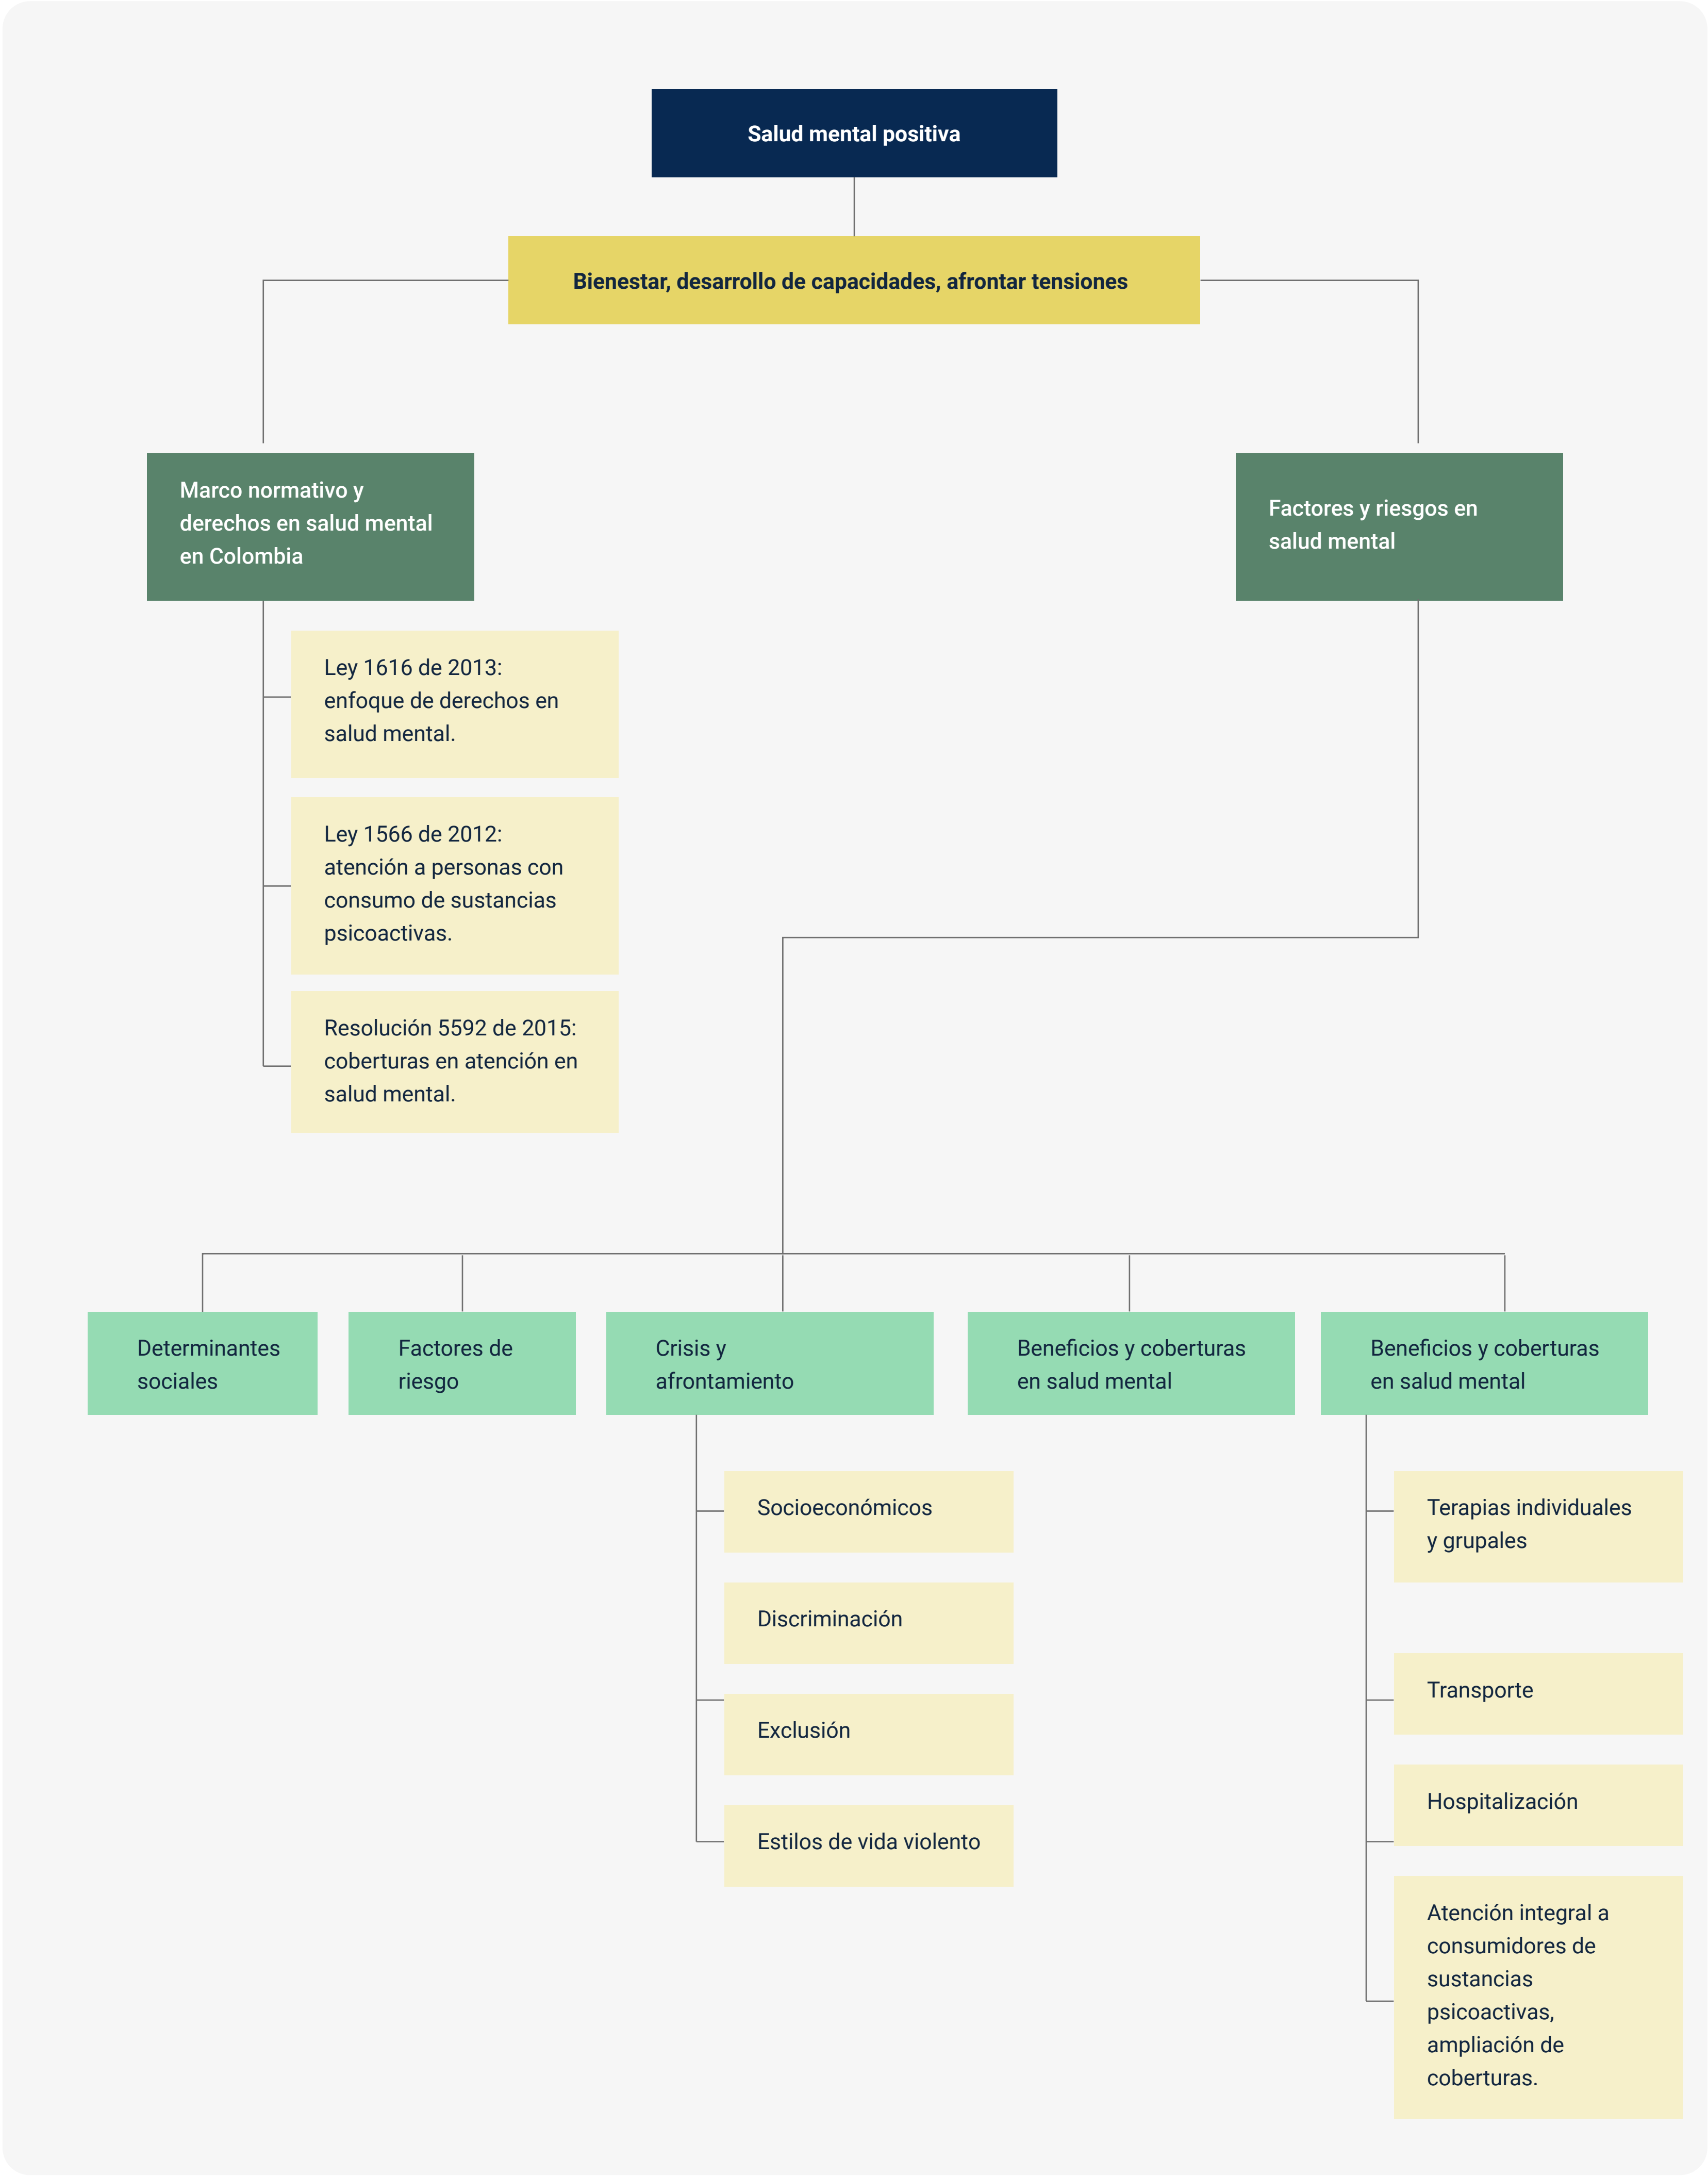 Salud mental positiva
Bienestar, desarrollo de capacidades, afrontar tensiones
Marco normativo y
derechos en salud mental
en Colombia
Factores y riesgos en
salud mental
Ley 1616 de 2013:
enfoque de derechos en
salud mental.
Ley 1566 de 2012:
atención a personas con
consumo de sustancias
psicoactivas.
Resolución 5592 de 2015:
coberturas en atención en
salud mental.
Determinantes
sociales
Factores de
riesgo
Crisis y
afrontamiento
Beneficios y coberturas
en salud mental
Beneficios y coberturas
en salud mental
Socioeconómicos
Discriminación
Exclusión
Estilos de vida violento
Terapias individuales
y grupales
Transporte
Hospitalización
Atención integral a
consumidores de
sustancias
psicoactivas,
ampliación de
coberturas.